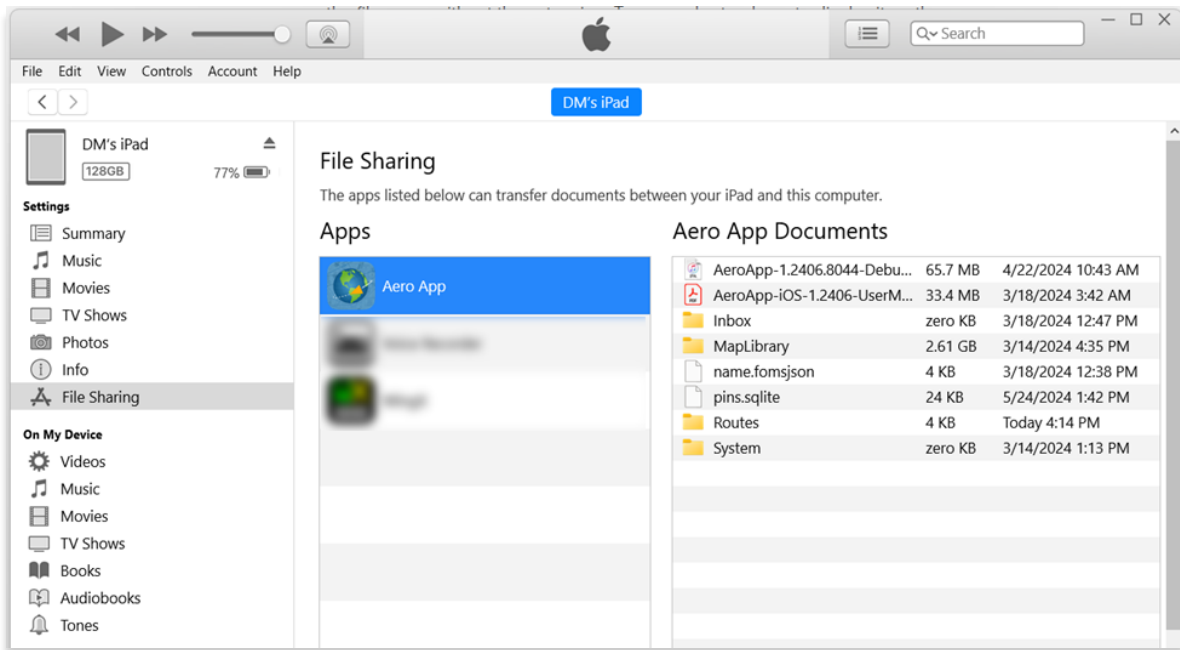 Search
File Edit View Controls Account Help
DM's iPad
DM's iPad
128GB
77%
Settings
Summary
Music
Movies
TV Shows
Photos
Info
File Sharing
On My Device
Videos
Music
Movies
TV Shows
Books
Audiobooks
Tones
File Sharing
The apps listed below can transfer documents between your iPad and this computer.
Apps
Aero App
Aero App Documents
AeroApp-1.2406.8044-Debu... 65.7 MB 4/22/2024 10:43 AM
AeroApp-iOS-1.2406-UserM... 33.4 MB 3/18/2024 3:42 AM
Inbox zero KB 3/18/2024 12:47 PM
MapLibrary 2.61 GB 3/14/2024 4:35 PM
name.fomsjson 4 KB 3/18/2024 12:38 PM
pins.sqlite 24 KB 5/24/2024 1:42 PM
Routes 4 KB Today 4:14 PM
System zero KB 3/14/2024 1:13 PM